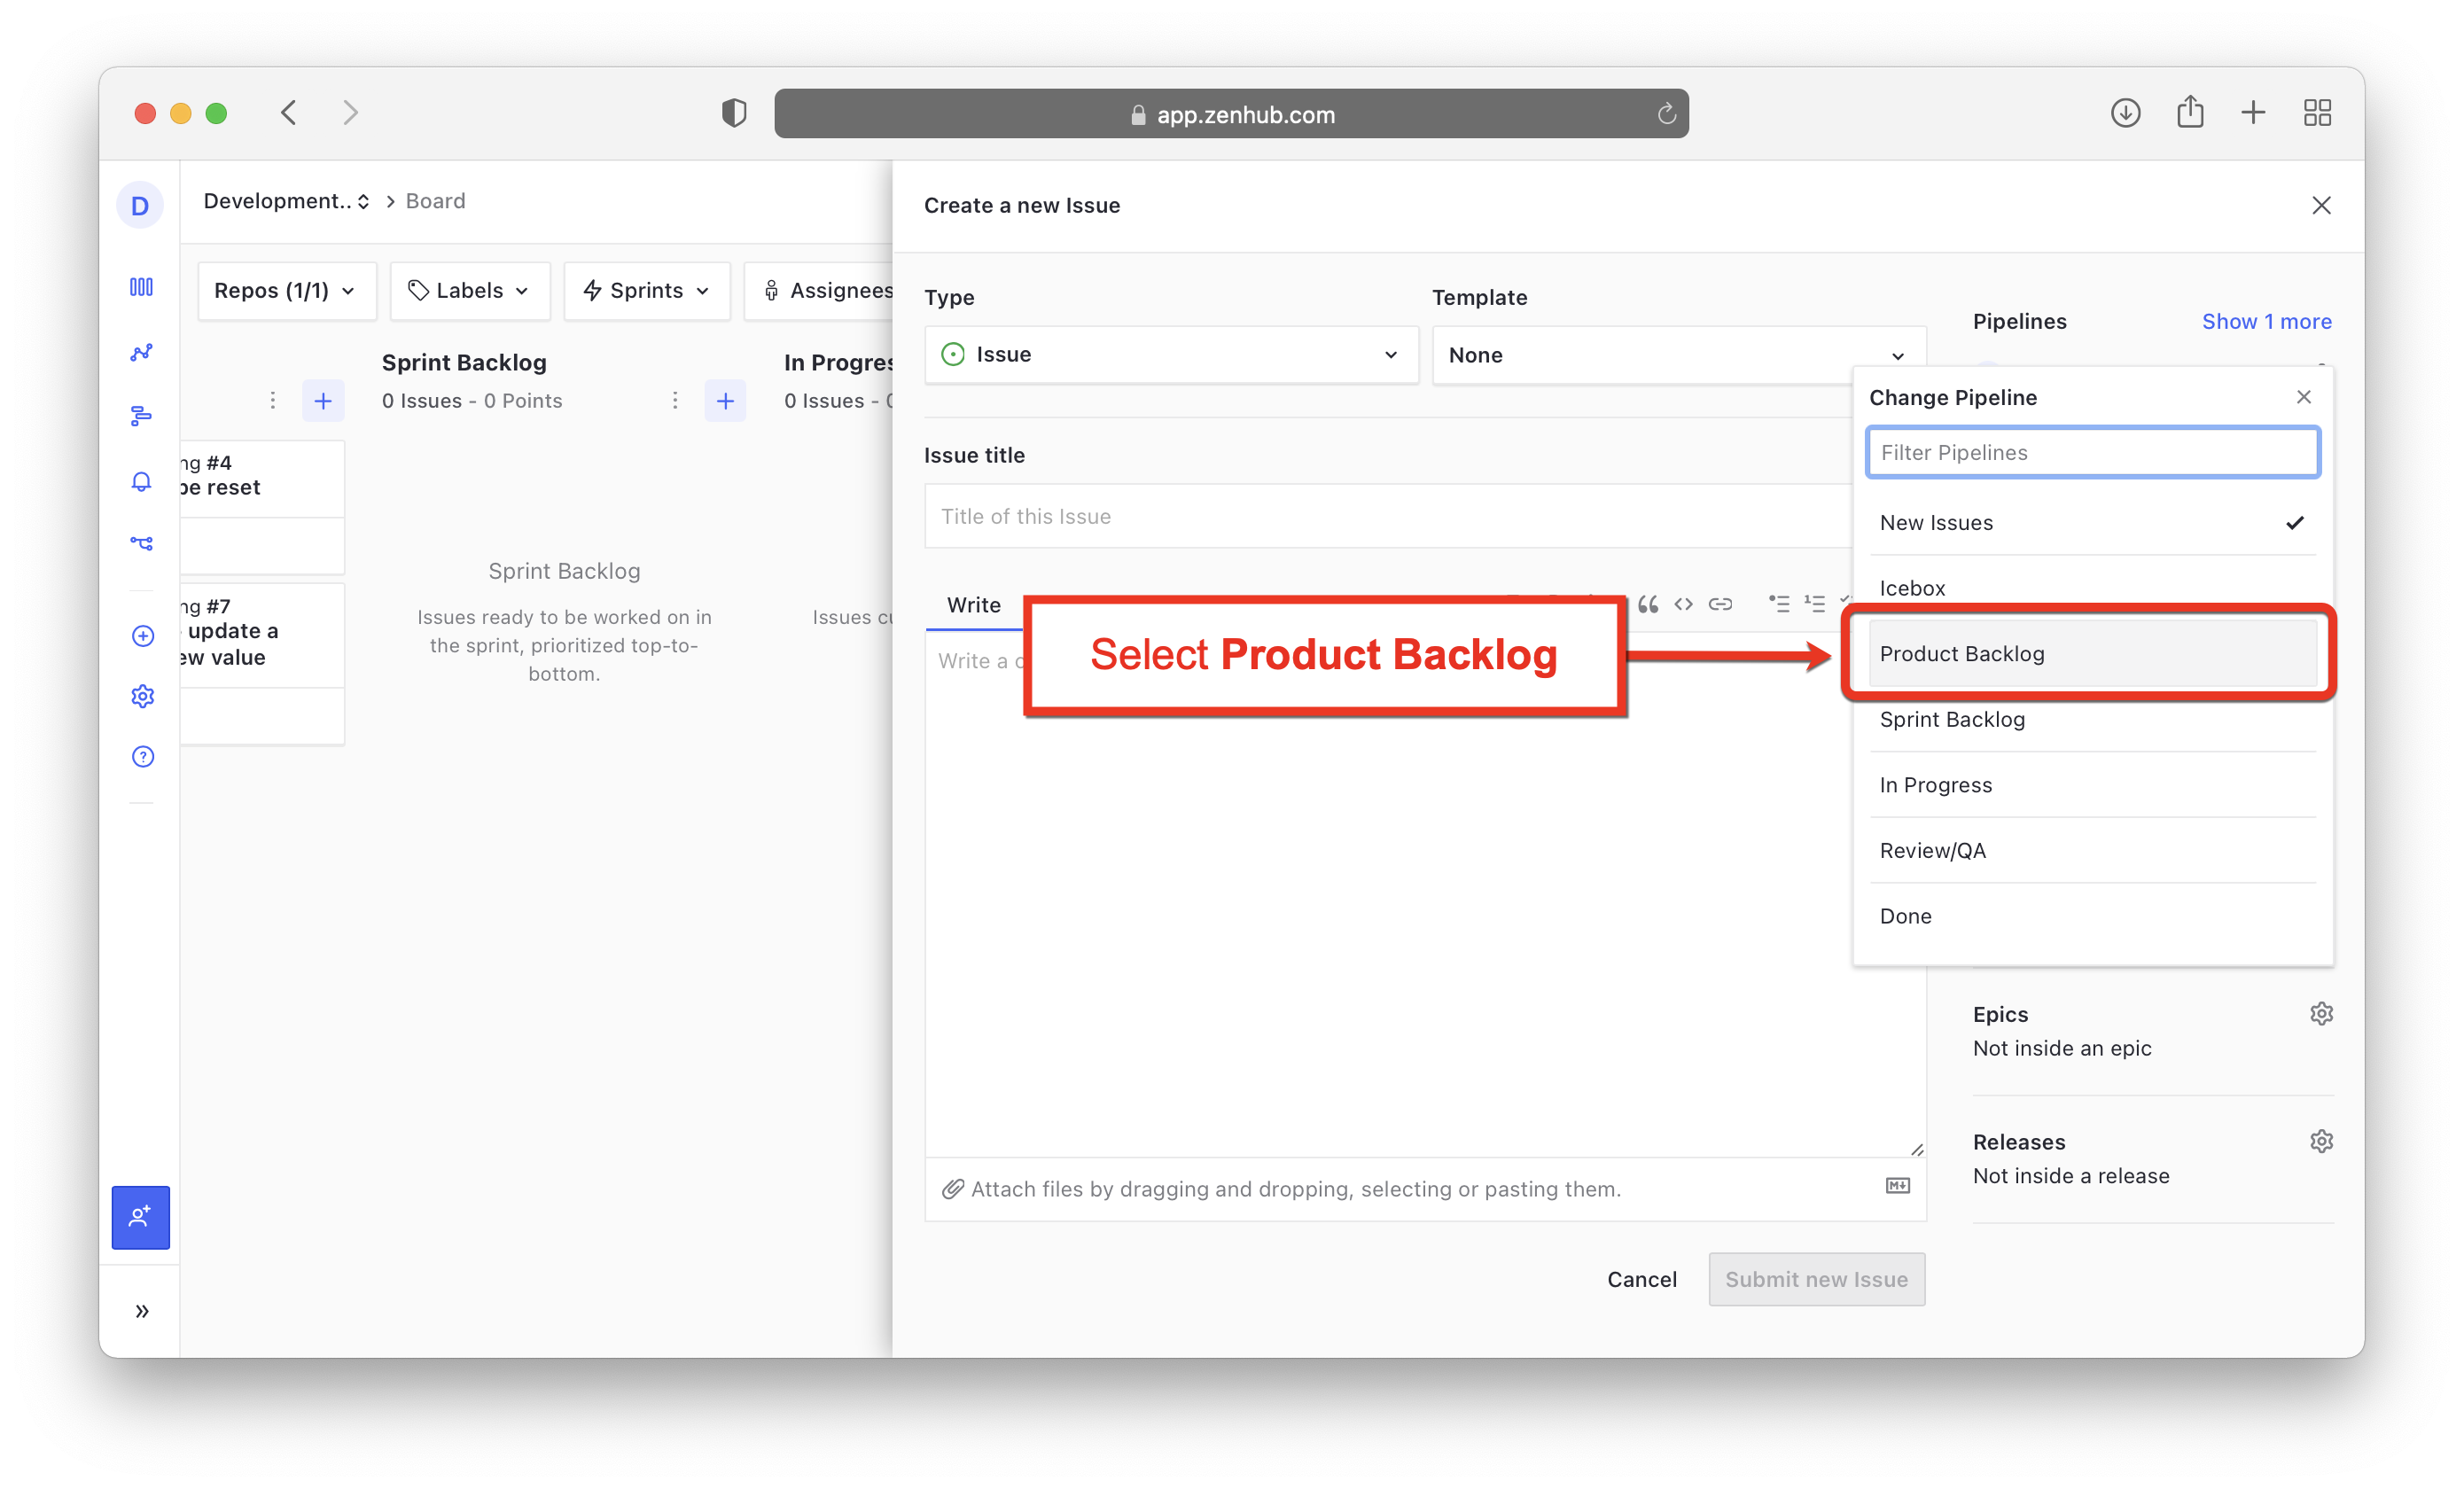 app.zenhub.com
D
Development..
Board
Create a new Issue
Repos (1/1)
Labels
Sprints
Assignees
Type
Template
Issue
None
Pipelines
Show 1 more
Sprint Backlog
0 Issues - 0 Points
In Progres
0 Issues -
ng #4
be reset
ng #7
update a
ew value
Sprint Backlog
Issues ready to be worked on in
the sprint, prioritized top-to-
bottom.
Issues cu
Issue title
Title of this Issue
Write
Write a c
Select Product Backlog
Change Pipeline
Filter Pipelines
New Issues
Icebox
Product Backlog
Sprint Backlog
In Progress
Review/QA
Done
Epics
Not inside an epic
Releases
Not inside a release
Attach files by dragging and dropping, selecting or pasting them.
Cancel
Submit new Issue